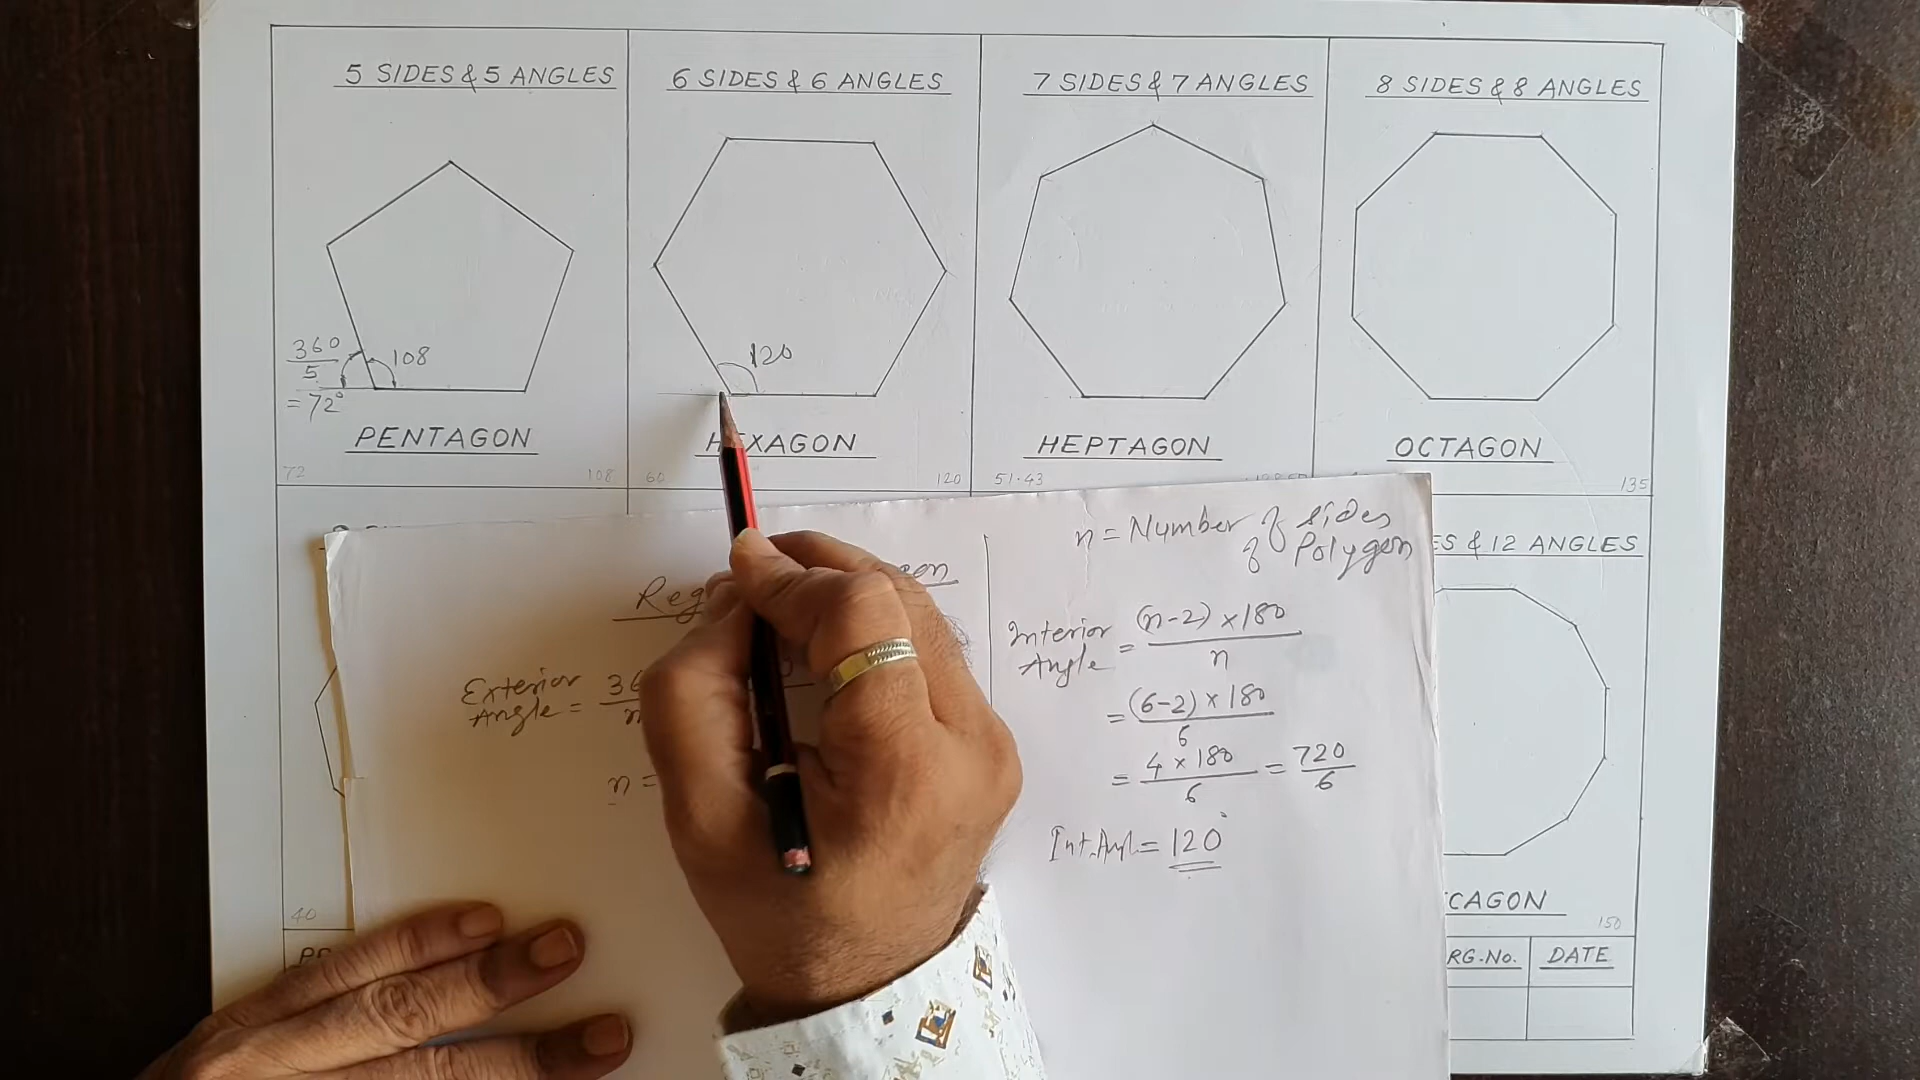 5 SIDES & 5 ANGLES
6 SIDES & 6 ANGLES
7 SIDES & 7 ANGLES
8 SIDES & 8 ANGLES
360
5
= 72°
108
120
PENTAGON
HEXAGON
HEPTAGON
OCTAGON
72
108
60
120
51.43
135
& 12 ANGLES
CAGON
40
150
RG.NO.
DATE
Exterior
Angle =
n
n =
n = Number of sides
of Polygon
Interior
Angle = (n-2) × 180
n
= (6-2) × 180
6
= 4 × 180 = 720
6 6
Int.Angl = 120°